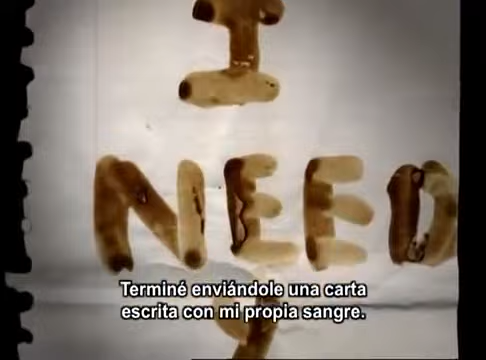 I
NEED
Terminé enviándole una carta
escrita con mi propia sangre.